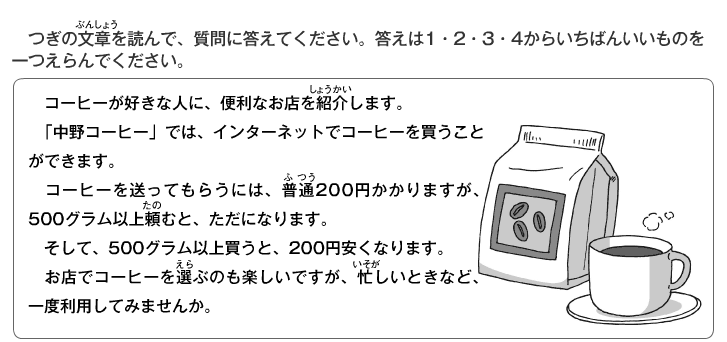 つぎの文章を読んで、質問に答えてください。答えは1・2・3・4からいちばんいいものを
一つえらんでください。
コーヒーが好きな人に、便利なお店を紹介します。
「中野コーヒー」では、インターネットでコーヒーを買うこと
ができます。
コーヒーを送ってもらうには、普通200円かかりますが、
500グラム以上頼むと、ただになります。
そして、500グラム以上買うと、200円安くなります。
お店でコーヒーを選ぶのも楽しいですが、忙しいときなど、
一度利用してみませんか。